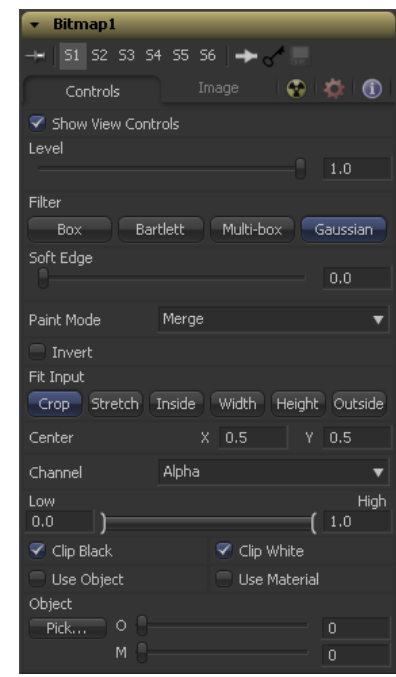 Bitmap1
S1 S2 S3 S4 S5 S6
Controls Image
Show View Controls
Level
1.0
Filter
Box Bartlett Multi-box Gaussian
Soft Edge
0.0
Paint Mode Merge
Invert
Fit Input
Crop Stretch Inside Width Height Outside
Center X 0.5 Y 0.5
Channel Alpha
Low High
0.0 1.0
Clip Black Clip White
Use Object Use Material
Object
Pick... O 0
M 0